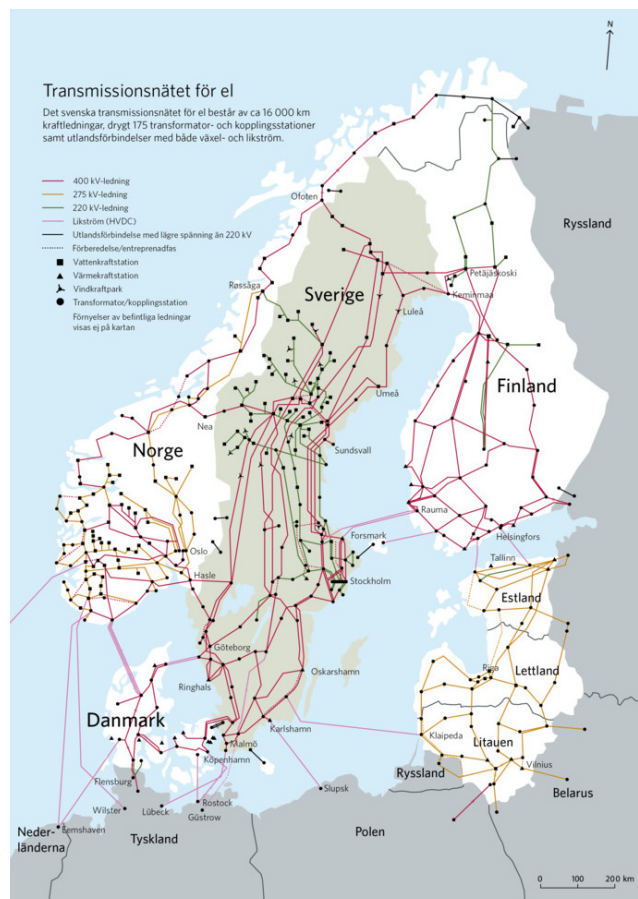 N
Transmissionsnätet för el
Det svenska transmissionsnätet för el består av ca 16 000 km
kraftledningar, drygt 175 transformator- och kopplingsstationer
samt utlandsförbindelser med både växel- och likström.
400 kV-ledning
275 kV-ledning
220 kV-ledning
Likström (HVDC)
Utlandsförbindelse med lägre spänning än 220 kV
Förberedelse/entreprenadfas
Vattenkraftstation
Värmekraftstation
Vindkraftpark
Transformator/kopplingsstation
Förnyelser av befintliga ledningar
visas ej på kartan
Ofoten
Ryssland
Røssåga
Sverige
Petäjäskoski
Keminmaa
Luleå
Finland
Umeå
Nea
Norge
Sundsvall
Rauma
Forsmark
Helsingfors
Oslo
Tallinn
Hasle
Stockholm
Estland
Göteborg
Riga
Lettland
Oskarshamn
Ringhals
Danmark
Karlshamn
Klaipeda
Malmö
Litauen
Köpenhamn
Vilnius
Ryssland
Flensburg
Belarus
Slupsk
Rostock
Wilster
Lübeck
Güstrow
Neder-
länderna
Eemshaven
Tyskland
Polen
0 100 200 km